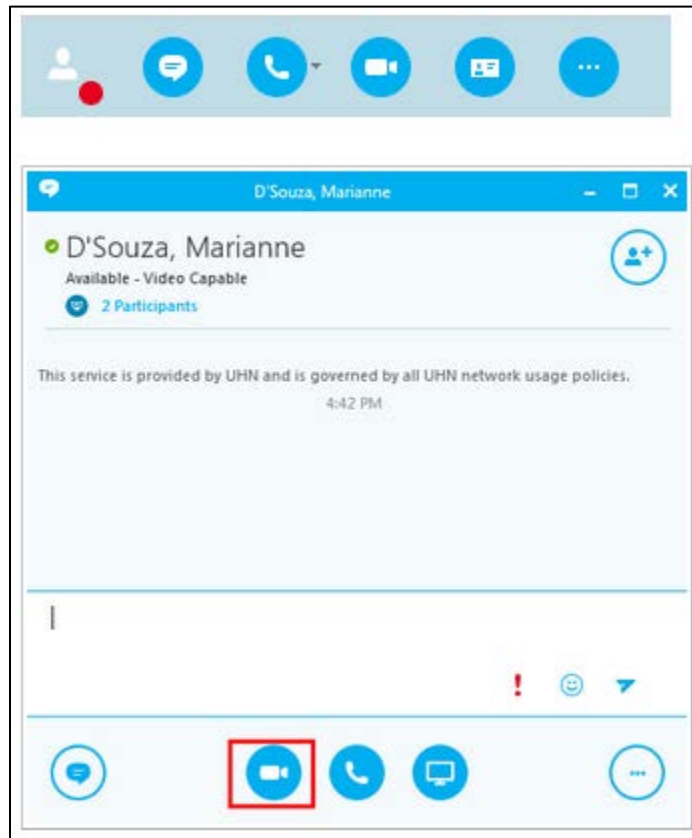 D'Souza, Marianne
D'Souza, Marianne
Available - Video Capable
2 Participants
This service is provided by UHN and is governed by all UHN network usage policies.
4:42 PM
!